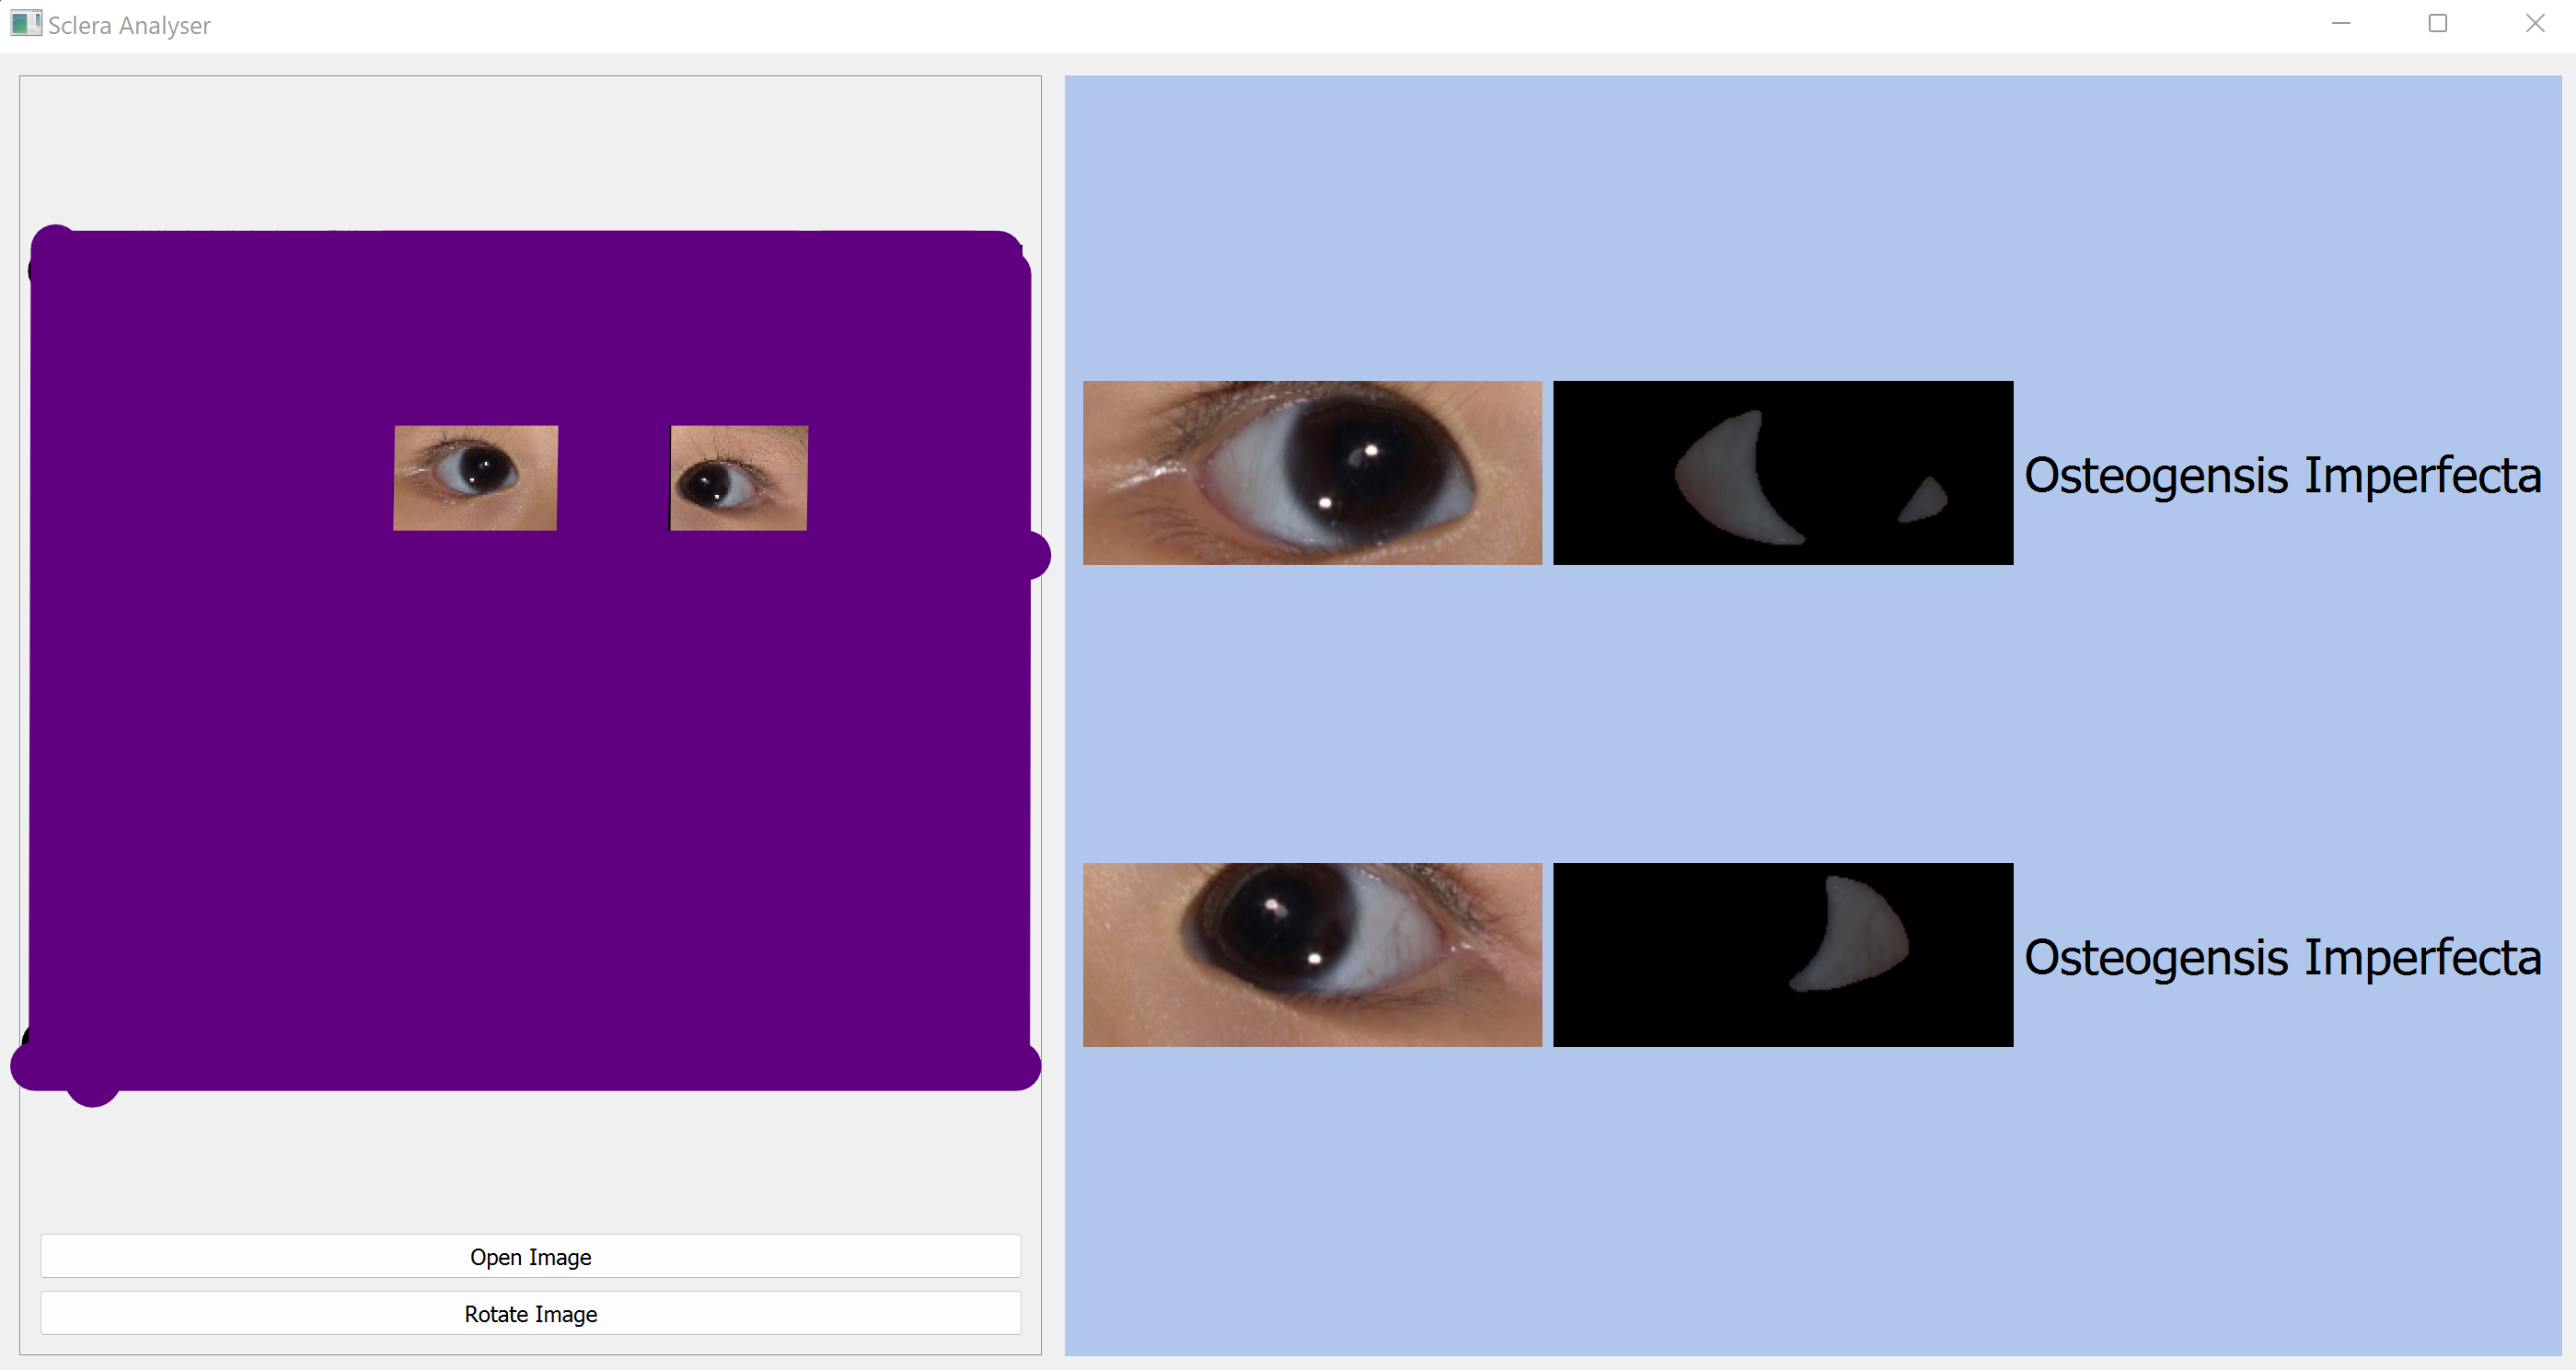 Sclera Analyser
Osteogensis Imperfecta
Osteogensis Imperfecta
Open Image
Rotate Image